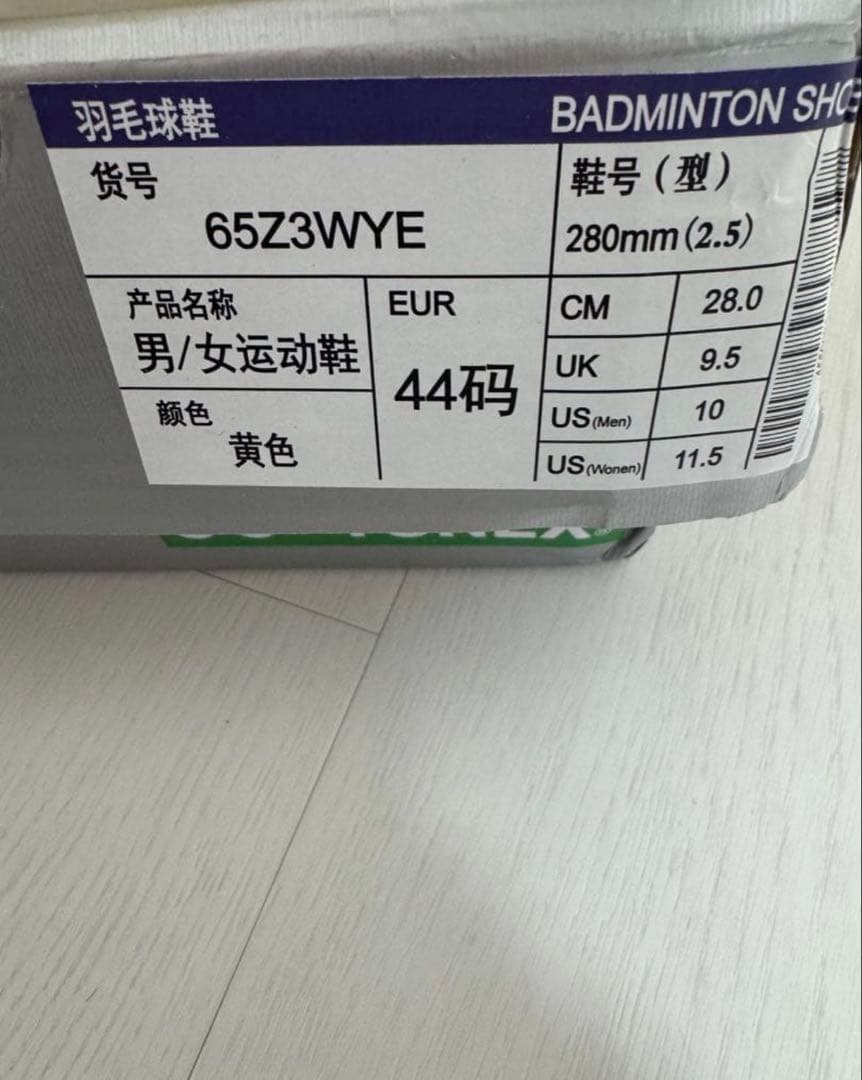 羽毛球鞋 BADMINTON SHOE
货号
65Z3WYE
鞋号(型)
280mm(2.5)
产品名称
男/女运动鞋
颜色
黄色
EUR
44码
CM 28.0
UK 9.5
US(Men) 10
US(Wonen) 11.5
YONEX